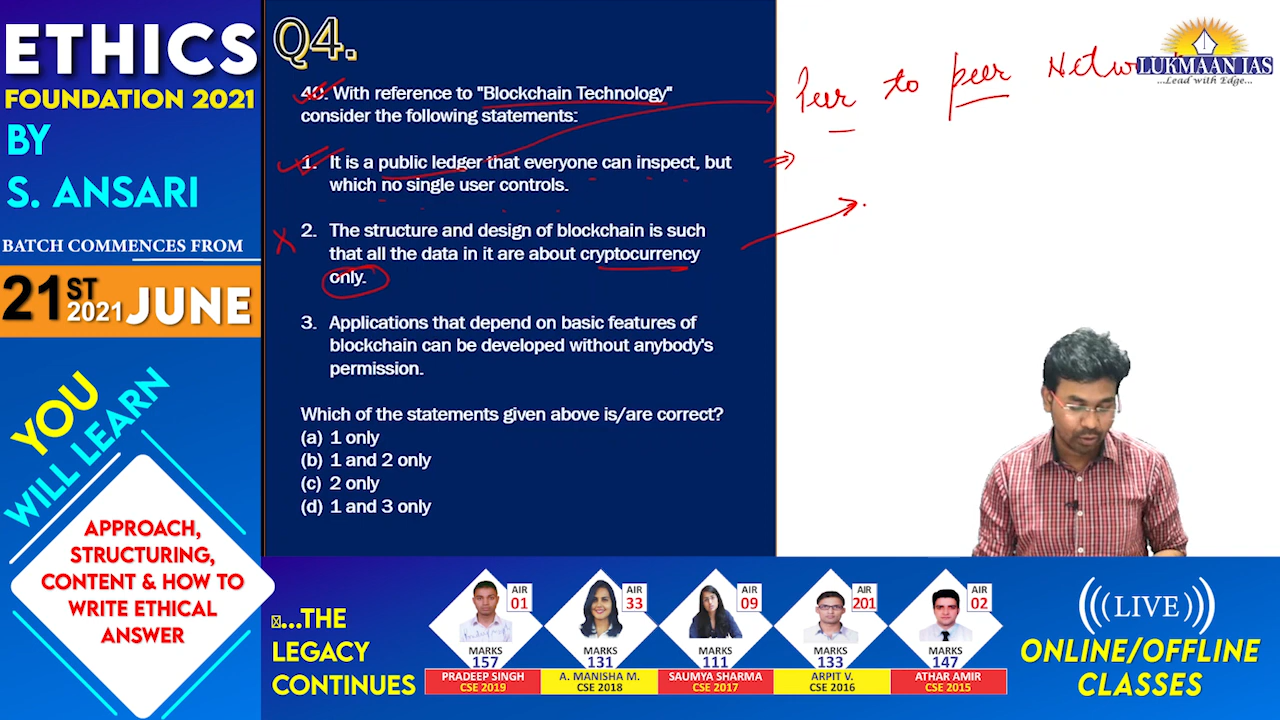 ETHICS
FOUNDATION 2021
BY
S. ANSARI
BATCH COMMENCES FROM
21ST 2021 JUNE
YOU
WILL LEARN
APPROACH,
STRUCTURING,
CONTENT & HOW TO
WRITE ETHICAL
ANSWER
Q4.
40. With reference to "Blockchain Technology"
consider the following statements:
1. It is a public ledger that everyone can inspect, but
which no single user controls.
2. The structure and design of blockchain is such
that all the data in it are about cryptocurrency
only.
3. Applications that depend on basic features of
blockchain can be developed without anybody's
permission.
Which of the statements given above is/are correct?
(a) 1 only
(b) 1 and 2 only
(c) 2 only
(d) 1 and 3 only
Peer to peer
LUKMAAN IAS
...Lead with Edge...
...THE
LEGACY
CONTINUES
AIR
01
MARKS
157
PRADEEP SINGH
CSE 2019
AIR
33
MARKS
131
A. MANISHA M.
CSE 2018
AIR
09
MARKS
111
SAUMYA SHARMA
CSE 2017
AIR
201
MARKS
133
ARPIT V.
CSE 2016
AIR
02
MARKS
147
ATHAR AMIR
CSE 2015
(((LIVE)))
ONLINE/OFFLINE
CLASSES